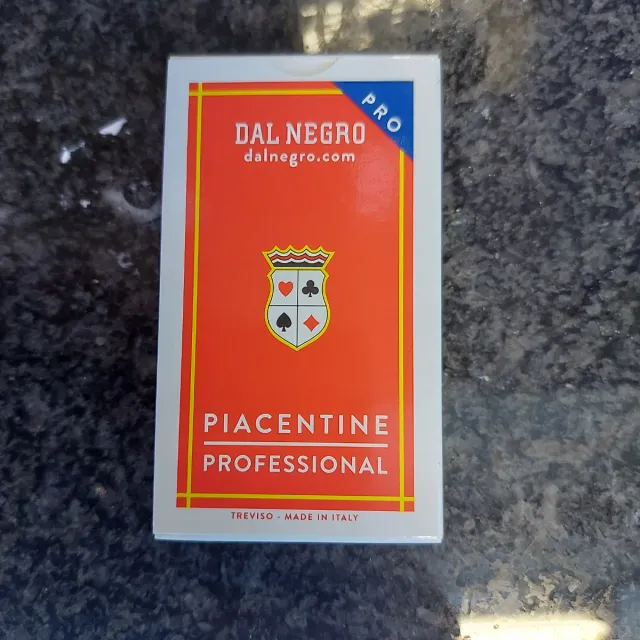 PRO
DAL NEGRO
dalnegro.com
PIACENTINE
PROFESSIONAL
TREVISO - MADE IN ITALY